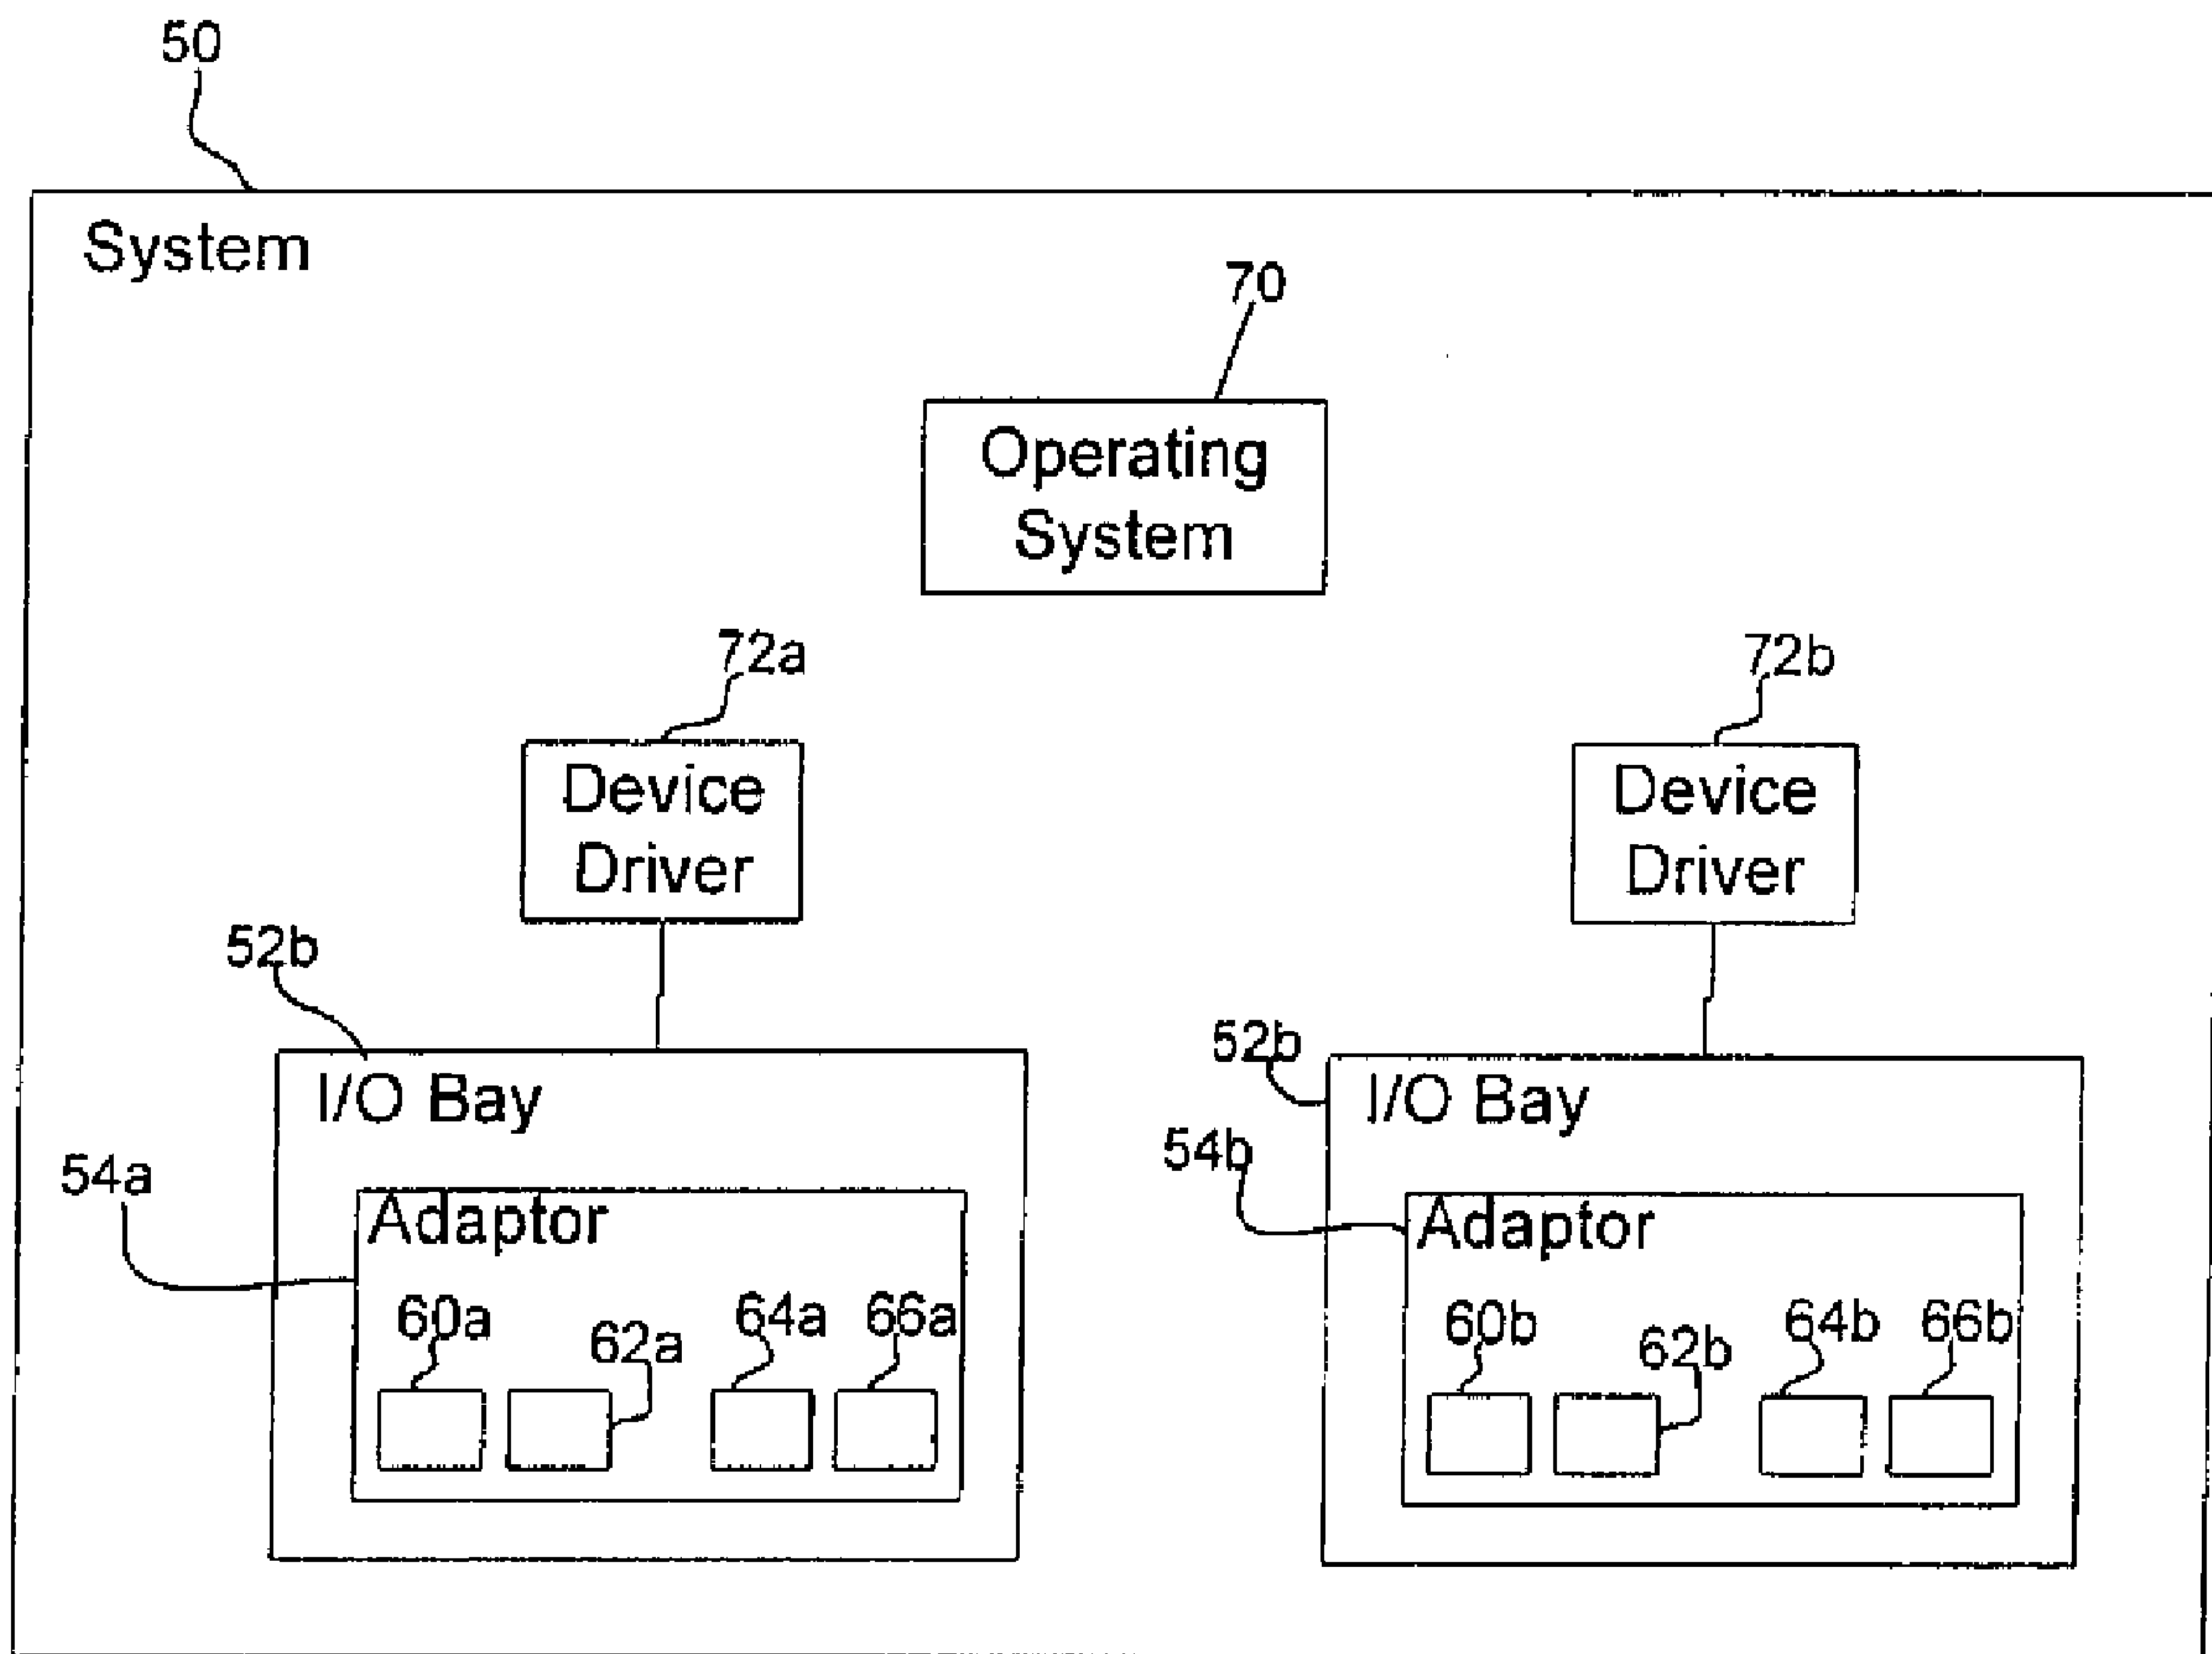 50
System
70
Operating
System
72a
72b
Device
Driver
Device
Driver
52b
52b
I/O Bay
I/O Bay
54a
54b
Adaptor
Adaptor
60a
62a
64a
66a
60b
62b
64b
66b